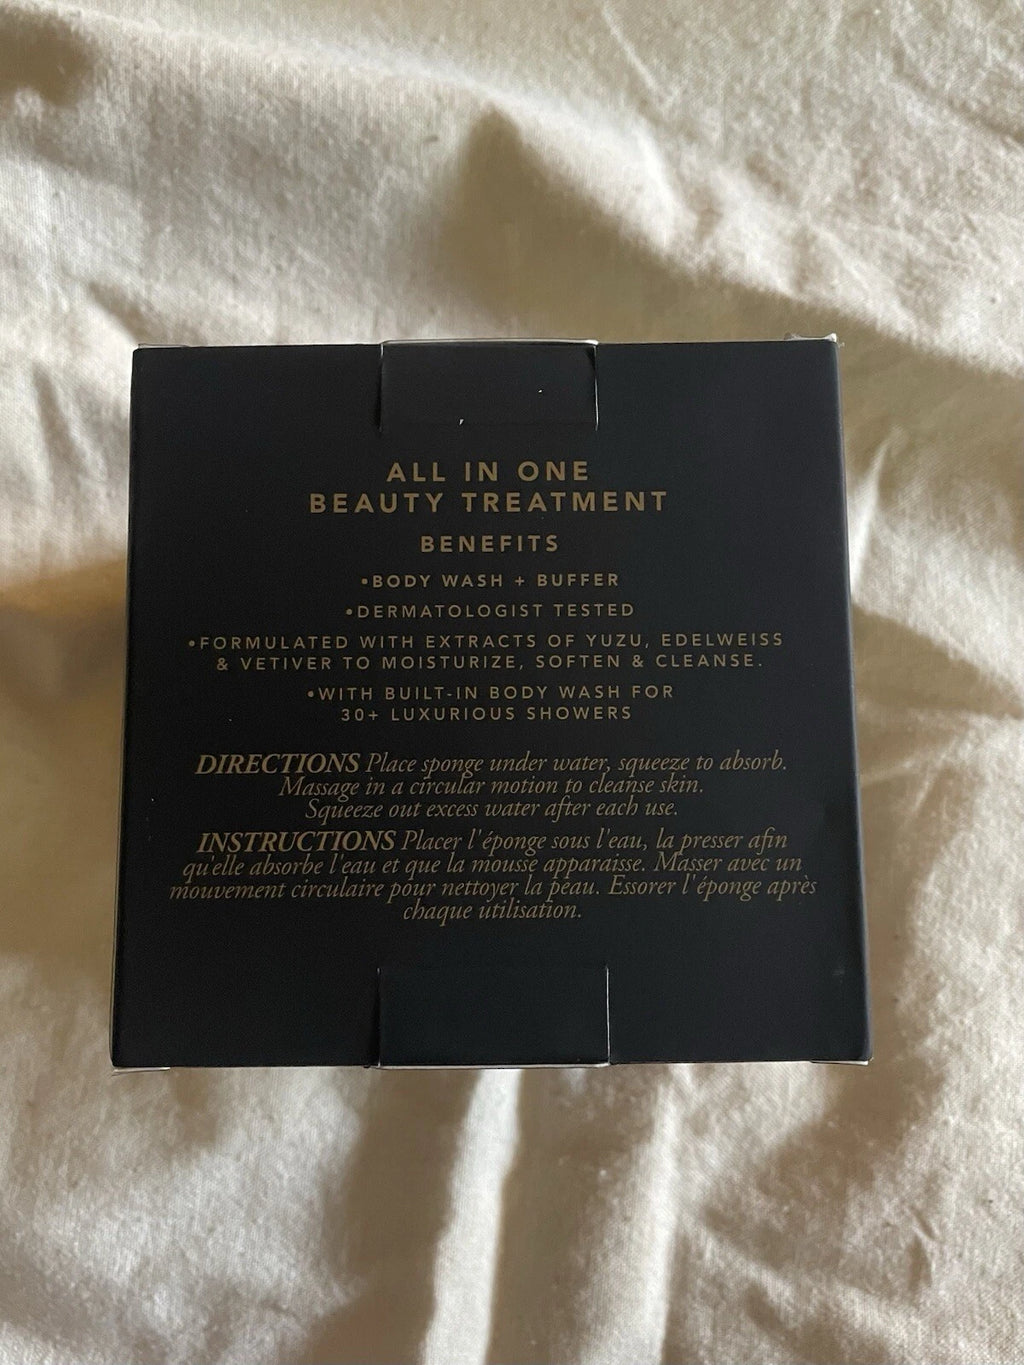 ALL IN ONE
BEAUTY TREATMENT
BENEFITS
•BODY WASH + BUFFER
•DERMATOLOGIST TESTED
•FORMULATED WITH EXTRACTS OF YUZU, EDELWEISS
& VETIVER TO MOISTURIZE, SOFTEN & CLEANSE.
•WITH BUILT-IN BODY WASH FOR
30+ LUXURIOUS SHOWERS
DIRECTIONS Place sponge under water, squeeze to absorb.
Massage in a circular motion to cleanse skin.
Squeeze out excess water after each use.
INSTRUCTIONS Placer l'éponge sous l'eau, la presser afin
qu'elle absorbe l'eau et que la mousse apparaisse. Masser avec un
mouvement circulaire pour nettoyer la peau. Essorer l'éponge après
chaque utilisation.